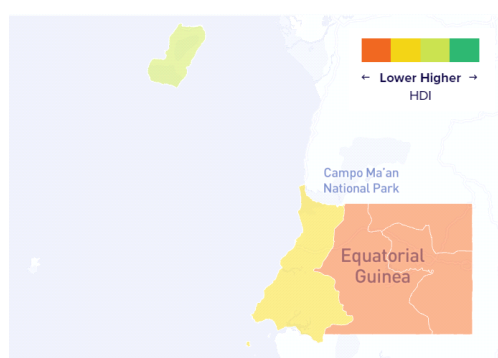 ← Lower Higher →
HDI
Campo Ma'an
National Park
Equatorial
Guinea